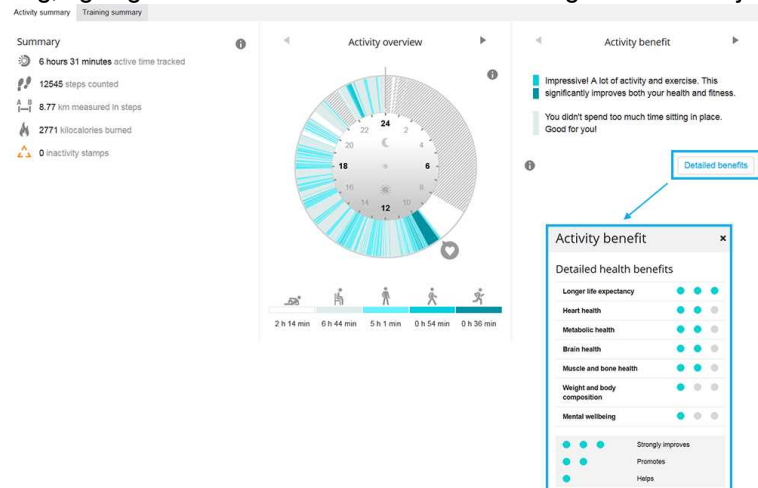 Activity summary Training summary
Summary
6 hours 31 minutes active time tracked
12545 steps counted
A B
8.77 km measured in steps
2771 kilocalories burned
0 inactivity stamps
Activity overview
24
22 2
20 4
18 6
16 8
14 10
12
2 h 14 min 6 h 44 min 5 h 1 min 0 h 54 min 0 h 36 min
Activity benefit
Impressive! A lot of activity and exercise. This
significantly improves both your health and fitness.
You didn't spend too much time sitting in place.
Good for you!
Detailed benefits
Activity benefit ×
Detailed health benefits
Longer life expectancy
Heart health
Metabolic health
Brain health
Muscle and bone health
Weight and body
composition
Mental wellbeing
Strongly improves
Promotes
Helps